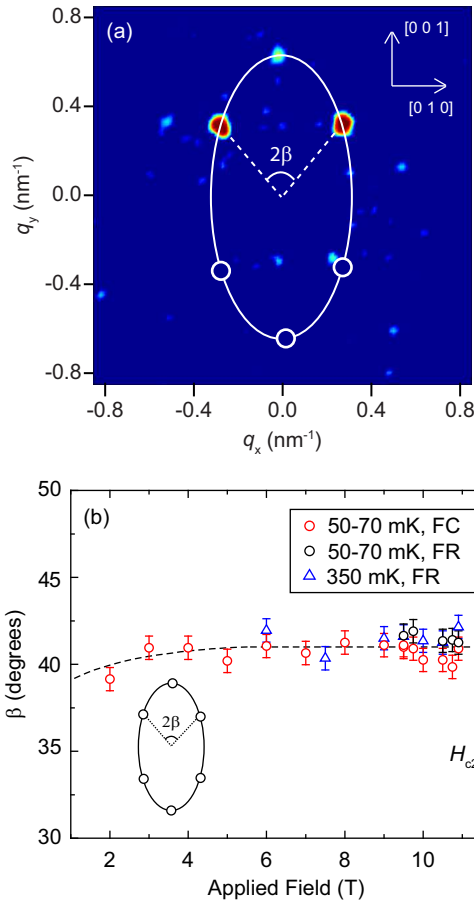 (a)
[0 0 1]
[0 1 0]
2β
0.8
0.4
0.0
-0.4
-0.8
q_y (nm⁻¹)
-0.8 -0.4 0.0 0.4 0.8
q_x (nm⁻¹)
(b)
50-70 mK, FC
50-70 mK, FR
350 mK, FR
50
45
40
35
30
β (degrees)
2β
H_c2
2 4 6 8 10
Applied Field (T)